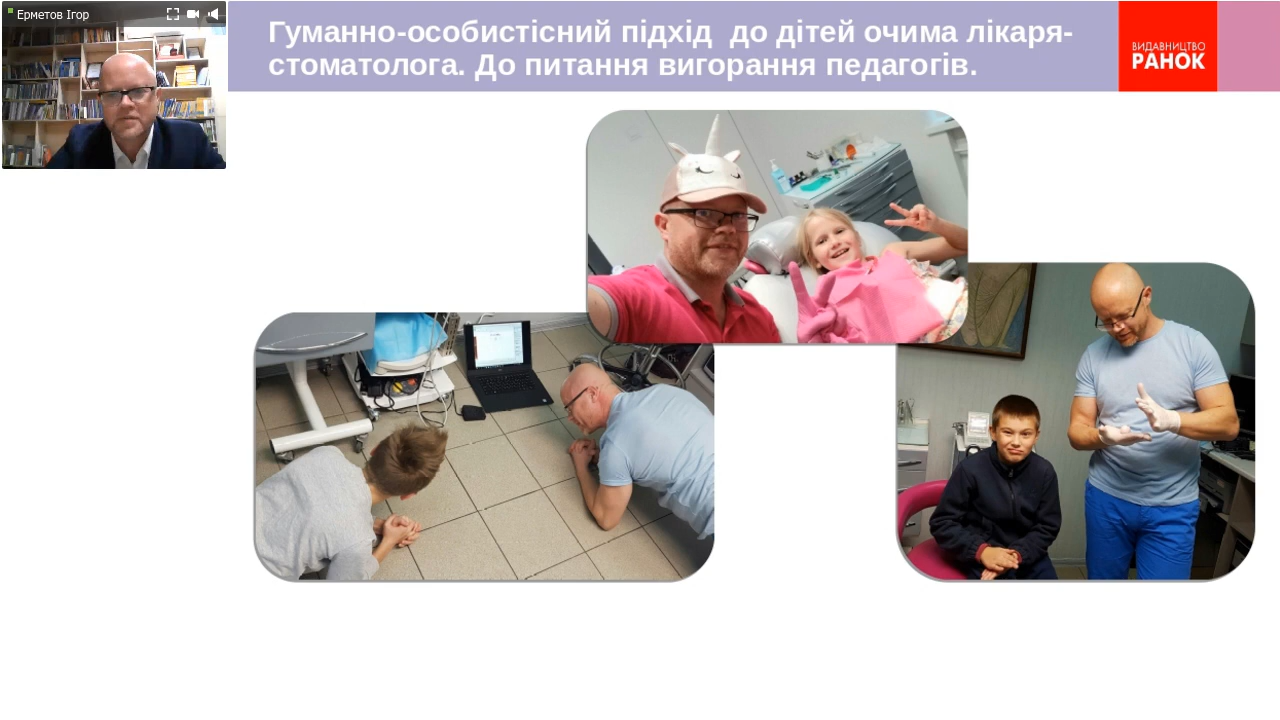 Ерметов Ігор
Гуманно-особистісний підхід  до дітей очима лікаря-
стоматолога. До питання вигорання педагогів.
ВИДАВНИЦТВО
РАНОК